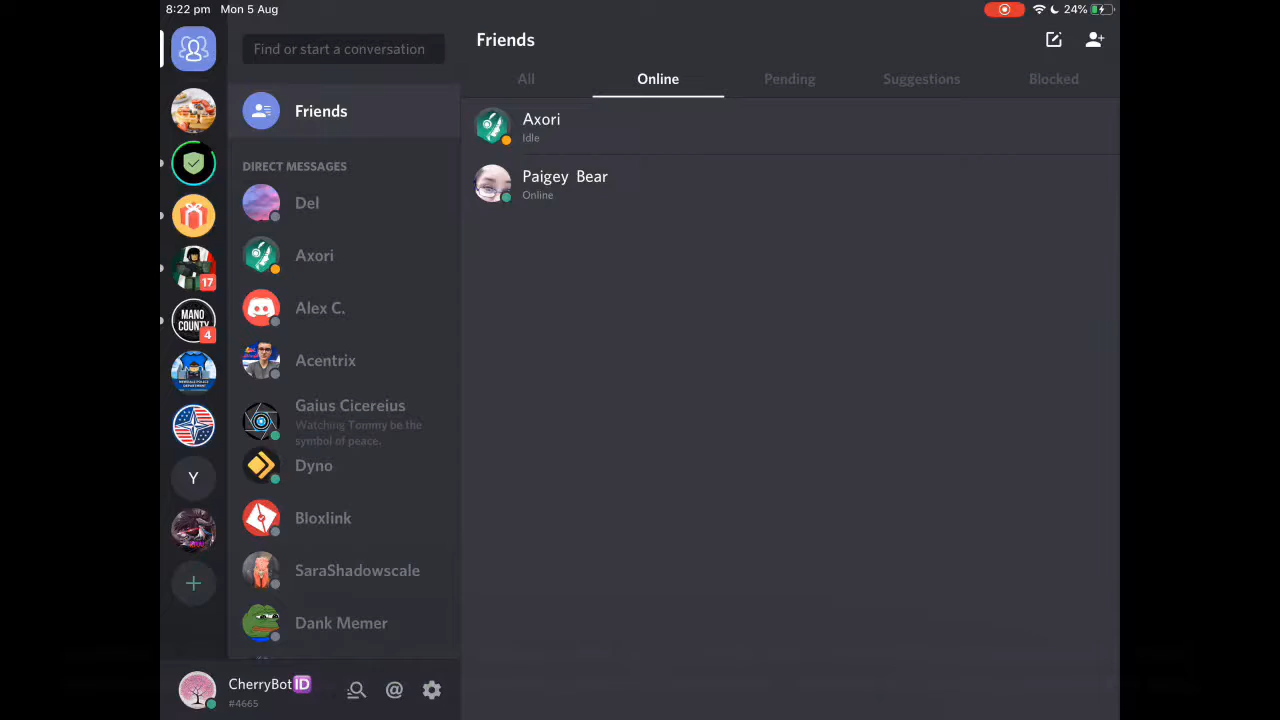 8:22 pm Mon 5 Aug
24%
Find or start a conversation
Friends
DIRECT MESSAGES
Del
Axori
Alex C.
Acentrix
Gaius Cicereius
Watching Tommy be the
symbol of peace.
Dyno
Bloxlink
SaraShadowscale
Dank Memer
17
MANO
COUNTY
4
Y
CherryBot🆔
#4665
@
Friends
All
Online
Pending
Suggestions
Blocked
Axori
Idle
Paigey Bear
Online